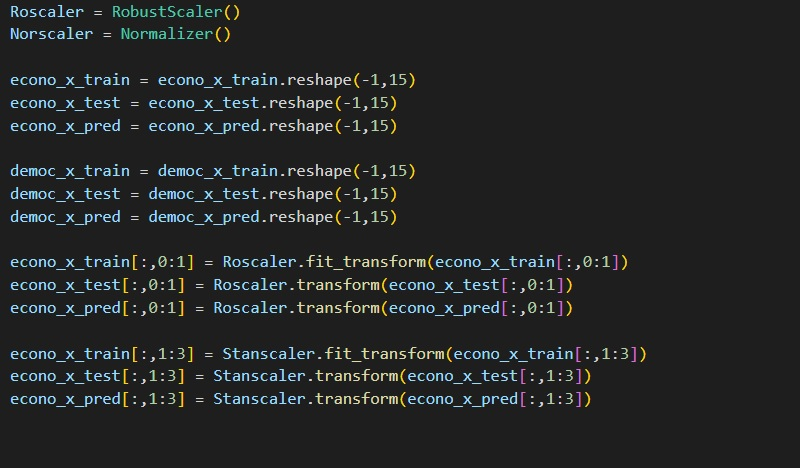 Roscaler = RobustScaler()
Norscaler = Normalizer()
econo_x_train = econo_x_train.reshape(-1,15)
econo_x_test = econo_x_test.reshape(-1,15)
econo_x_pred = econo_x_pred.reshape(-1,15)
democ_x_train = democ_x_train.reshape(-1,15)
democ_x_test = democ_x_test.reshape(-1,15)
democ_x_pred = democ_x_pred.reshape(-1,15)
econo_x_train[:,0:1] = Roscaler.fit_transform(econo_x_train[:,0:1])
econo_x_test[:,0:1] = Roscaler.transform(econo_x_test[:,0:1])
econo_x_pred[:,0:1] = Roscaler.transform(econo_x_pred[:,0:1])
econo_x_train[:,1:3] = Stanscaler.fit_transform(econo_x_train[:,1:3])
econo_x_test[:,1:3] = Stanscaler.transform(econo_x_test[:,1:3])
econo_x_pred[:,1:3] = Stanscaler.transform(econo_x_pred[:,1:3])